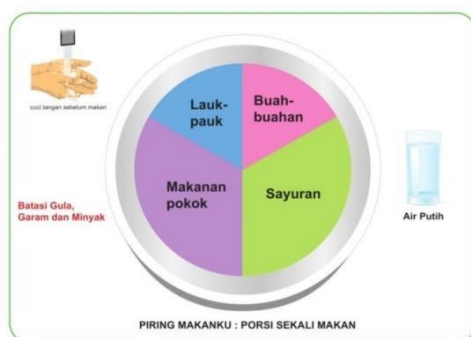 cuci tangan sebelum makan
Lauk-
pauk
Buah-
buahan
Makanan
pokok
Sayuran
Batasi Gula,
Garam dan Minyak
Air Putih
PIRING MAKANKU : PORSI SEKALI MAKAN